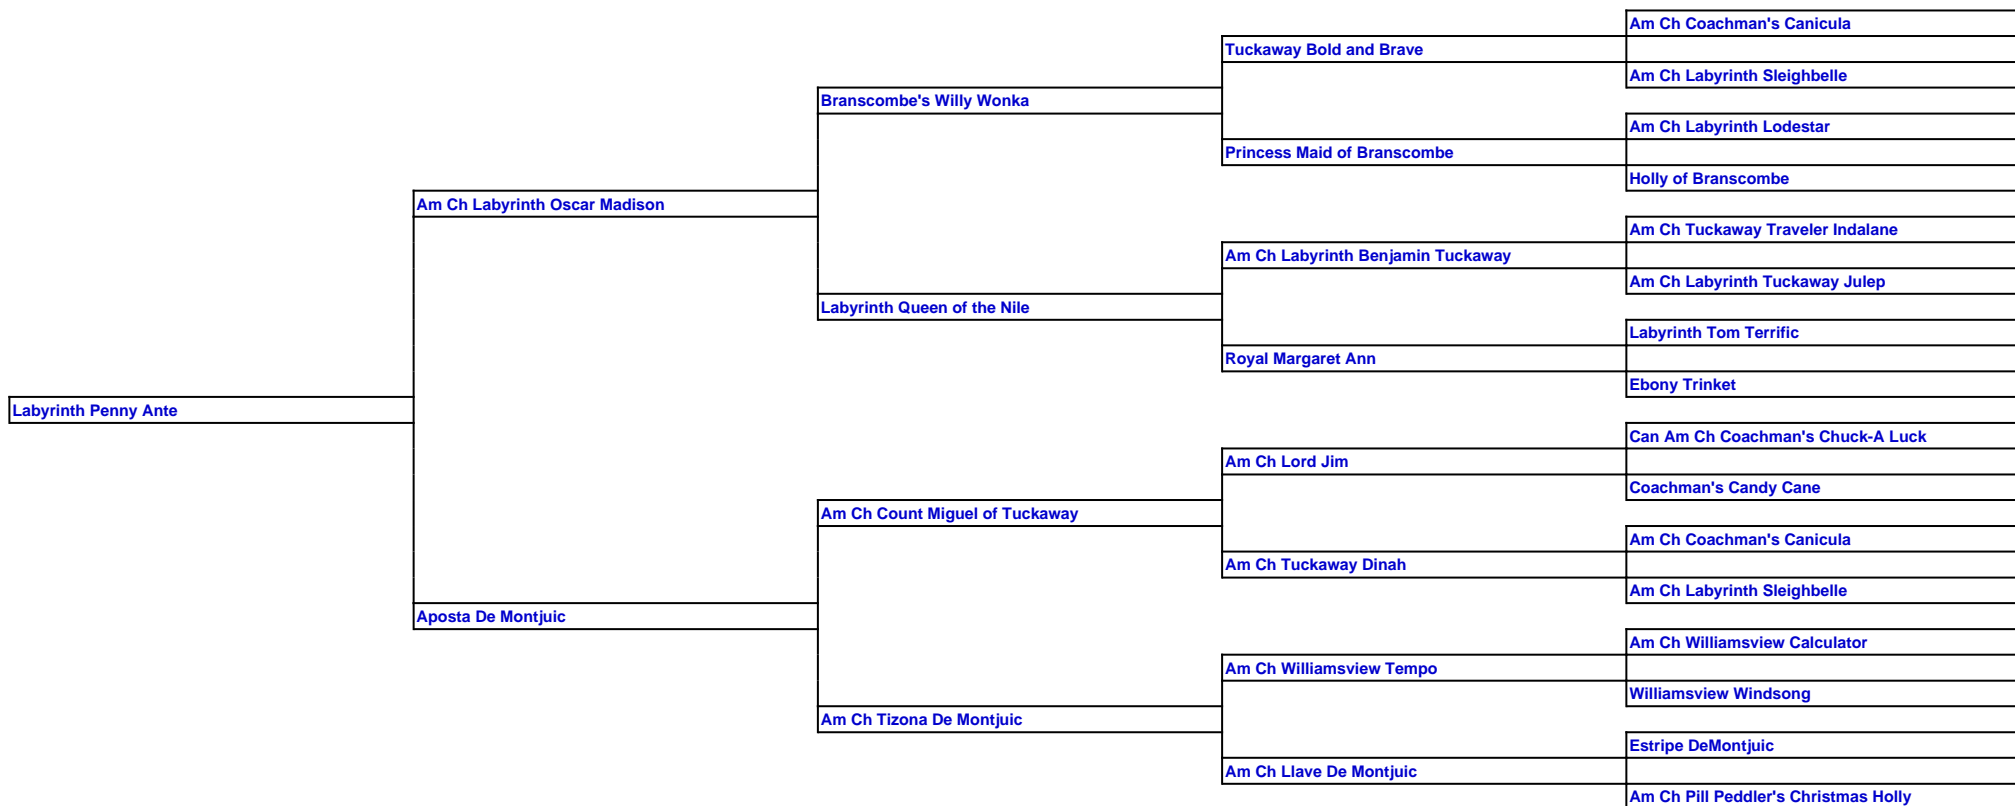 Am Ch Coachman's Canicula
Tuckaway Bold and Brave
Am Ch Labyrinth Sleighbelle
Branscombe's Willy Wonka
Am Ch Labyrinth Lodestar
Princess Maid of Branscombe
Holly of Branscombe
Am Ch Labyrinth Oscar Madison
Am Ch Tuckaway Traveler Indalane
Am Ch Labyrinth Benjamin Tuckaway
Am Ch Labyrinth Tuckaway Julep
Labyrinth Queen of the Nile
Labyrinth Tom Terrific
Royal Margaret Ann
Ebony Trinket
Labyrinth Penny Ante
Can Am Ch Coachman's Chuck-A Luck
Am Ch Lord Jim
Coachman's Candy Cane
Am Ch Count Miguel of Tuckaway
Am Ch Coachman's Canicula
Am Ch Tuckaway Dinah
Am Ch Labyrinth Sleighbelle
Aposta De Montjuic
Am Ch Williamsview Calculator
Am Ch Williamsview Tempo
Williamsview Windsong
Am Ch Tizona De Montjuic
Estripe DeMontjuic
Am Ch Llave De Montjuic
Am Ch Pill Peddler's Christmas Holly